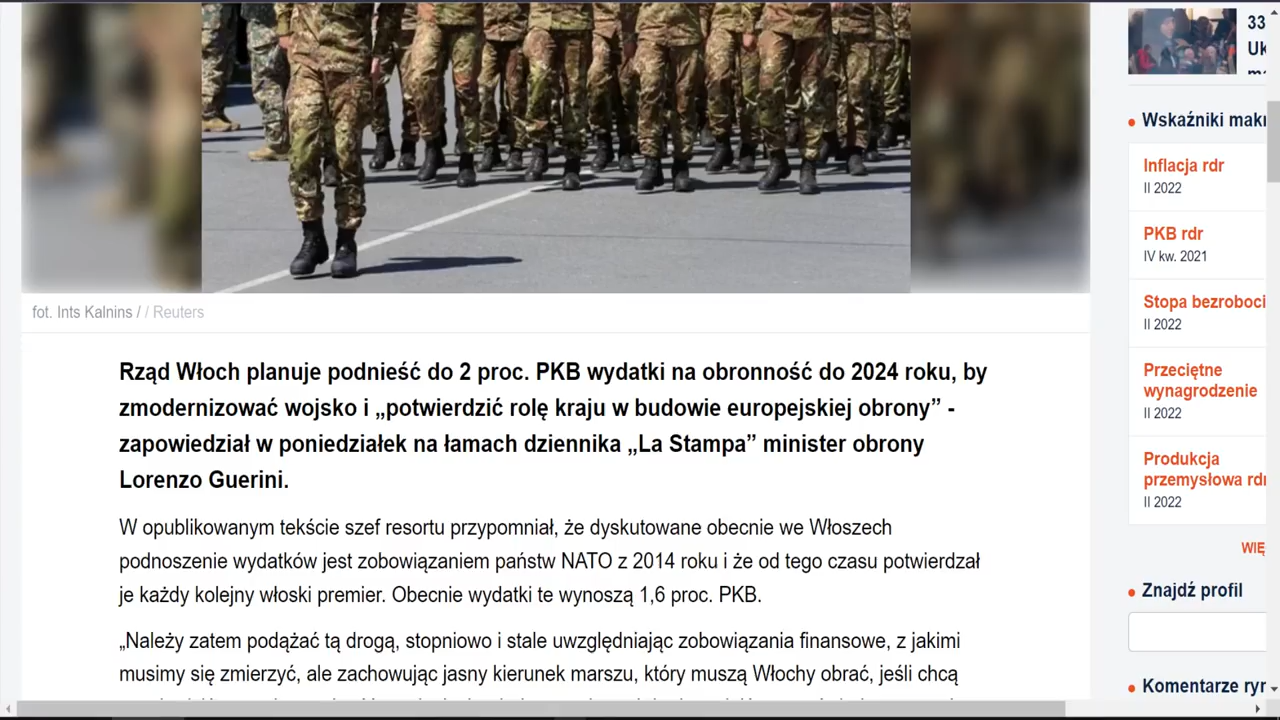 fot. Ints Kalnins / / Reuters
Rząd Włoch planuje podnieść do 2 proc. PKB wydatki na obronność do 2024 roku, by
zmodernizować wojsko i „potwierdzić rolę kraju w budowie europejskiej obrony” -
zapowiedział w poniedziałek na łamach dziennika „La Stampa” minister obrony
Lorenzo Guerini.
W opublikowanym tekście szef resortu przypomniał, że dyskutowane obecnie we Włoszech
podnoszenie wydatków jest zobowiązaniem państw NATO z 2014 roku i że od tego czasu potwierdzał
je każdy kolejny włoski premier. Obecnie wydatki te wynoszą 1,6 proc. PKB.
„Należy zatem podążać tą drogą, stopniowo i stale uwzględniając zobowiązania finansowe, z jakimi
musimy się zmierzyć, ale zachowując jasny kierunek marszu, który muszą Włochy obrać, jeśli chcą
33
Uk
Wskaźniki makr
Inflacja rdr
II 2022
PKB rdr
IV kw. 2021
Stopa bezroboci
II 2022
Przeciętne
wynagrodzenie
II 2022
Produkcja
przemysłowa rdr
II 2022
WIĘ
Znajdź profil
Komentarze ryn